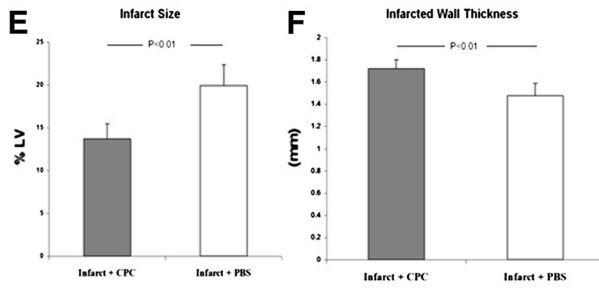 E
Infarct Size
P<0.01
25
20
15
10
5
0
% LV
Infarct + CPC
Infarct + PBS
F
Infarcted Wall Thickness
P<0.01
2
1.8
1.6
1.4
1.2
1
0.8
0.6
0.4
0.2
0
(mm)
Infarct + CPC
Infarct + PBS